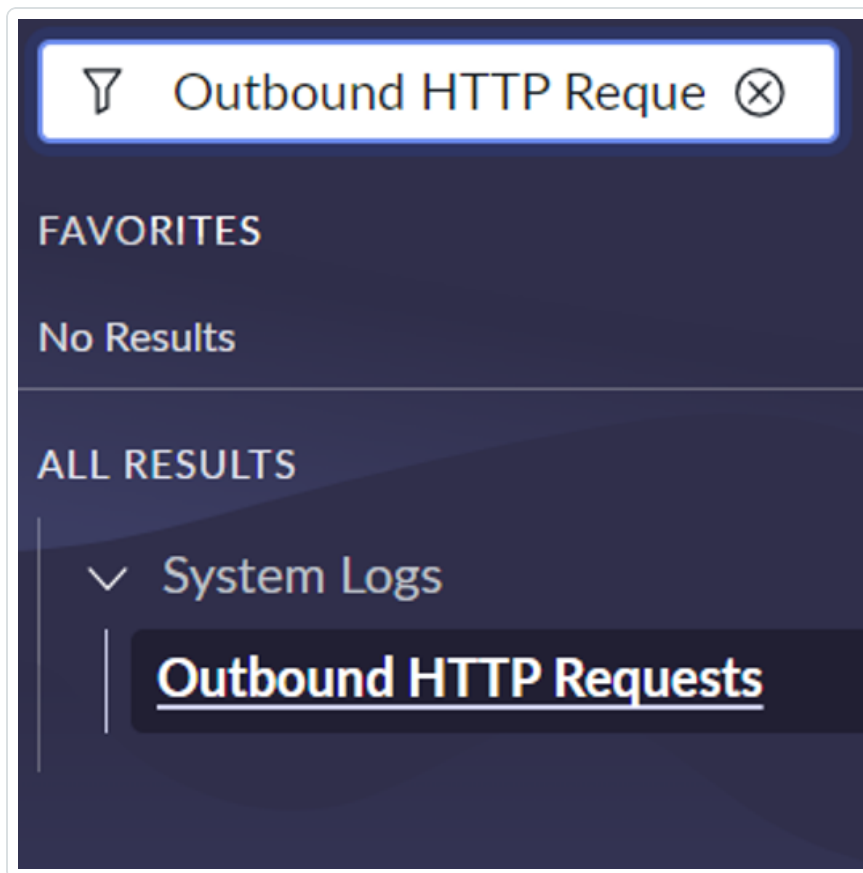 Outbound HTTP Reque
FAVORITES
No Results
ALL RESULTS
System Logs
Outbound HTTP Requests